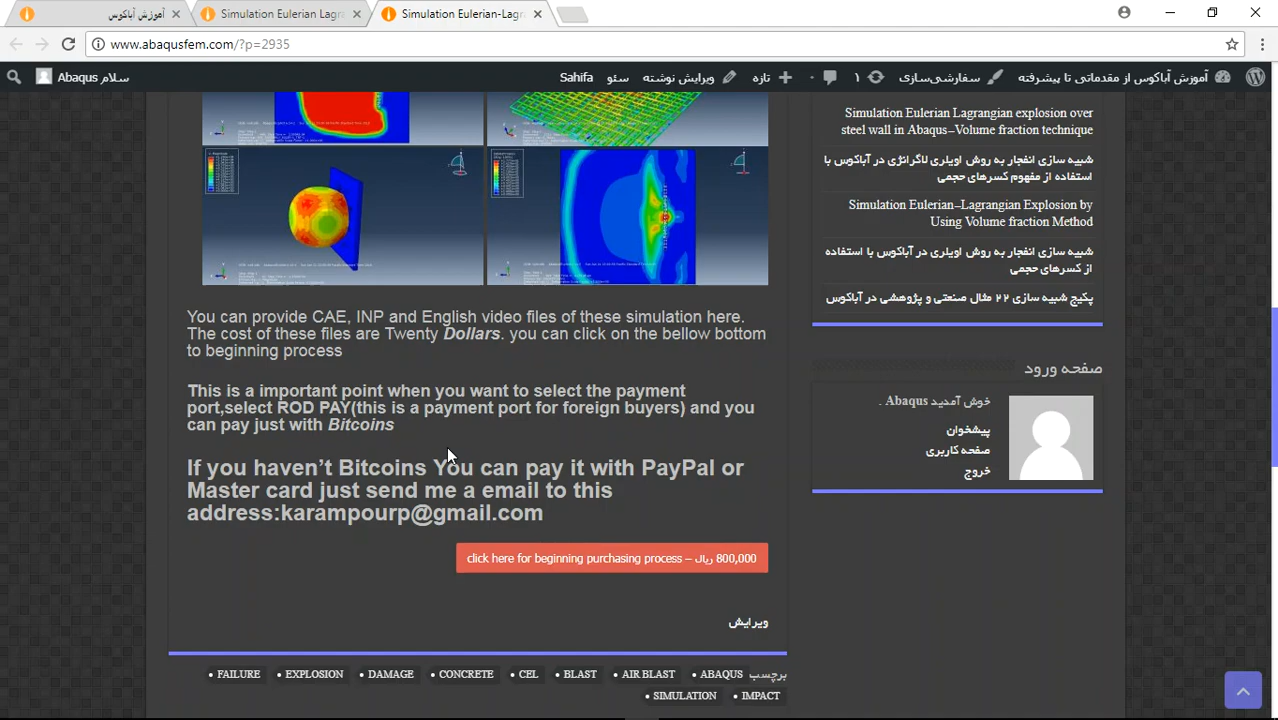 آموزش آباکوس
Simulation Eulerian Lagra
Simulation Eulerian-Lagra
www.abaqusfem.com/?p=2935
سلام Abaqus
Sahifa
سئو
ویرایش نوشته
تازه
۰
۱
سفارشی‌سازی
آموزش آباکوس از مقدماتی تا پیشرفته
You can provide CAE, INP and English video files of these simulation here.
The cost of these files are Twenty Dollars. you can click on the bellow bottom
to beginning process
This is a important point when you want to select the payment
port,select ROD PAY(this is a payment port for foreign buyers) and you
can pay just with Bitcoins
If you haven't Bitcoins You can pay it with PayPal or
Master card just send me a email to this
address:karampourp@gmail.com
click here for beginning purchasing process – 800,000 ریال
ویرایش
برچسب
ABAQUS
AIR BLAST
BLAST
CEL
CONCRETE
DAMAGE
EXPLOSION
FAILURE
IMPACT
SIMULATION
Simulation Eulerian Lagrangian explosion over
steel wall in Abaqus-Volume fraction technique
شبیه سازی انفجار به روش اویلری لاگرانژی در آباکوس با
استفاده از مفهوم کسرهای حجمی
Simulation Eulerian-Lagrangian Explosion by
Using Volume fraction Method
شبیه سازی انفجار به روش اویلری در آباکوس با استفاده
از کسرهای حجمی
پکیج شبیه سازی ۲۲ مثال صنعتی و پژوهشی در آباکوس
صفحه ورود
خوش آمدید Abaqus .
پیشخوان
صفحه کاربری
خروج